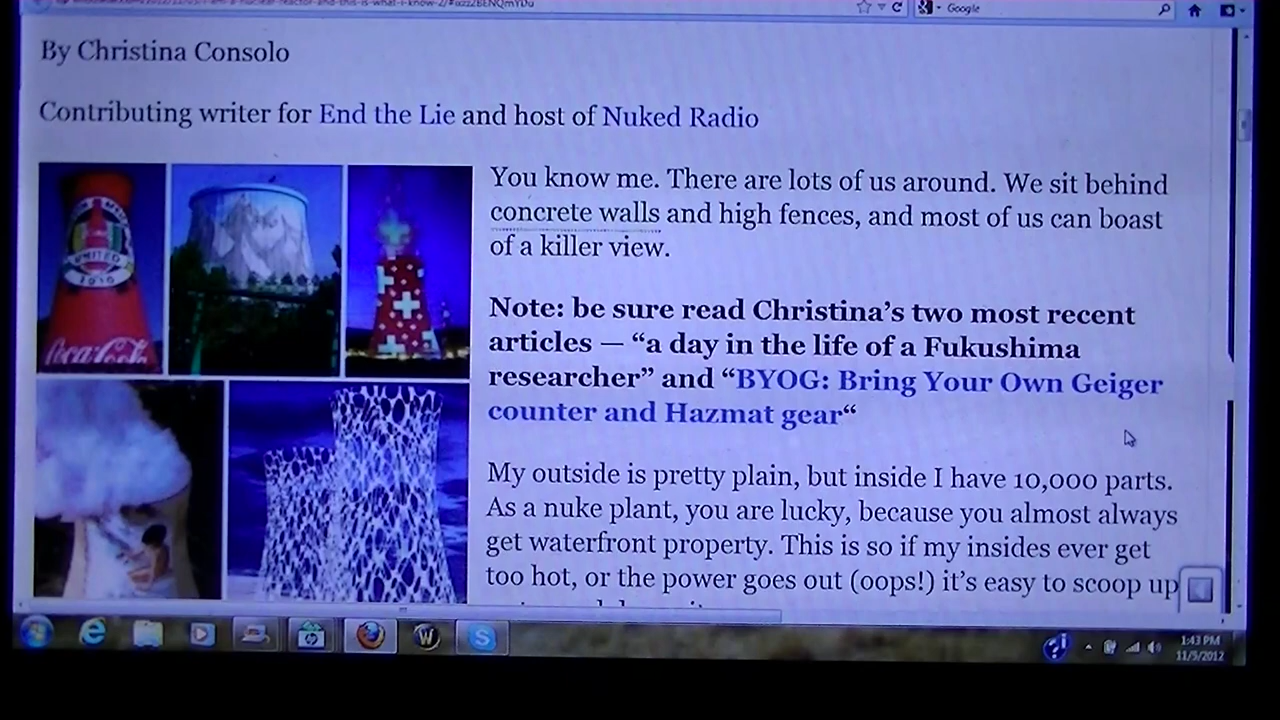 By Christina Consolo
Contributing writer for End the Lie and host of Nuked Radio
You know me. There are lots of us around. We sit behind
concrete walls and high fences, and most of us can boast
of a killer view.
Note: be sure read Christina's two most recent
articles — “a day in the life of a Fukushima
researcher” and “BYOG: Bring Your Own Geiger
counter and Hazmat gear“
My outside is pretty plain, but inside I have 10,000 parts.
As a nuke plant, you are lucky, because you almost always
get waterfront property. This is so if my insides ever get
too hot, or the power goes out (oops!) it's easy to scoop up
Google
UNITED
2010
Coca-Cola
1:43 PM
11/5/2012